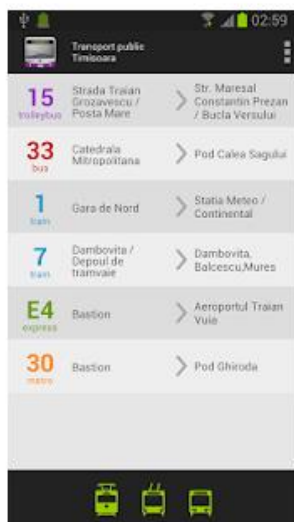 02:59
Transport public
Timisoara
15
trolleybus
Strada Traian
Grozavescu /
Posta Mare
Str. Maresal
Constantin Prezan
/ Bucla Versului
33
bus
Catedrala
Mitropolitana
Pod Calea Sagului
1
tram
Gara de Nord
Statia Meteo /
Continental
7
tram
Dambovita /
Depoul de
tramvaie
Dambovita,
Balcescu,Mures
E4
express
Bastion
Aeroportul Traian
Vuia
30
metro
Bastion
Pod Ghiroda